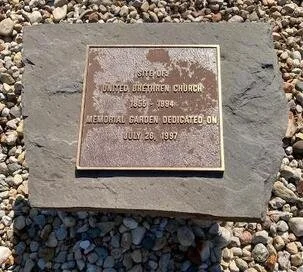 SITE OF
UNITED BRETHREN CHURCH
1855 - 1994
MEMORIAL GARDEN DEDICATED ON
JULY 26, 1997